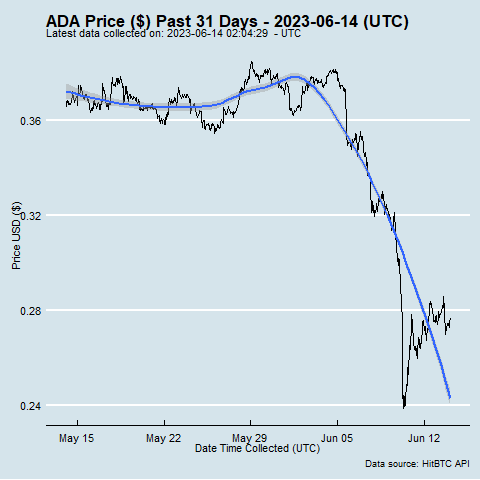 ADA Price ($) Past 31 Days - 2023-06-14 (UTC)
Latest data collected on: 2023-06-14 02:04:29 - UTC
0.36
0.32
0.28
0.24
Price USD ($)
May 15
May 22
May 29
Jun 05
Jun 12
Date Time Collected (UTC)
Data source: HitBTC API